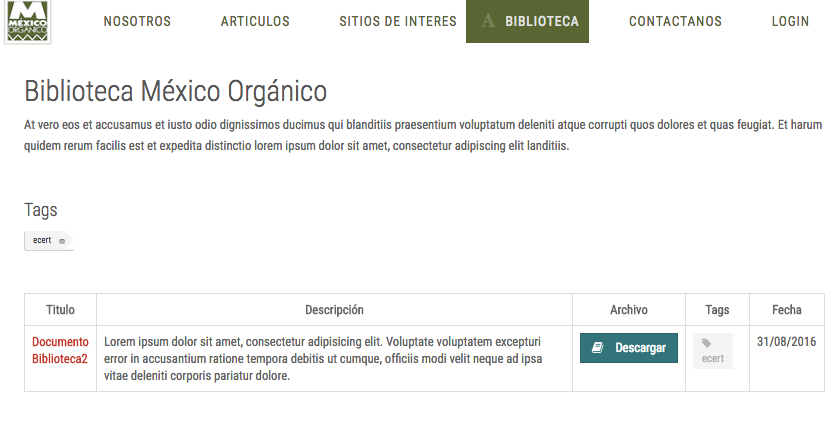 MEXICO
ORGANICO
NOSOTROS
ARTICULOS
SITIOS DE INTERES
A BIBLIOTECA
CONTACTANOS
LOGIN
Biblioteca México Orgánico
At vero eos et accusamus et iusto odio dignissimos ducimus qui blanditiis praesentium voluptatum deleniti atque corrupti quos dolores et quas feugiat. Et harum
quidem rerum facilis est et expedita distinctio lorem ipsum dolor sit amet, consectetur adipiscing elit landitiis.
Tags
ecert
Titulo
Descripción
Archivo
Tags
Fecha
Documento
Biblioteca2
Lorem ipsum dolor sit amet, consectetur adipisicing elit. Voluptate voluptatem excepturi
error in accusantium ratione tempora debitis ut cumque, officiis modi velit neque ad ipsa
vitae deleniti corporis pariatur dolore.
Descargar
ecert
31/08/2016